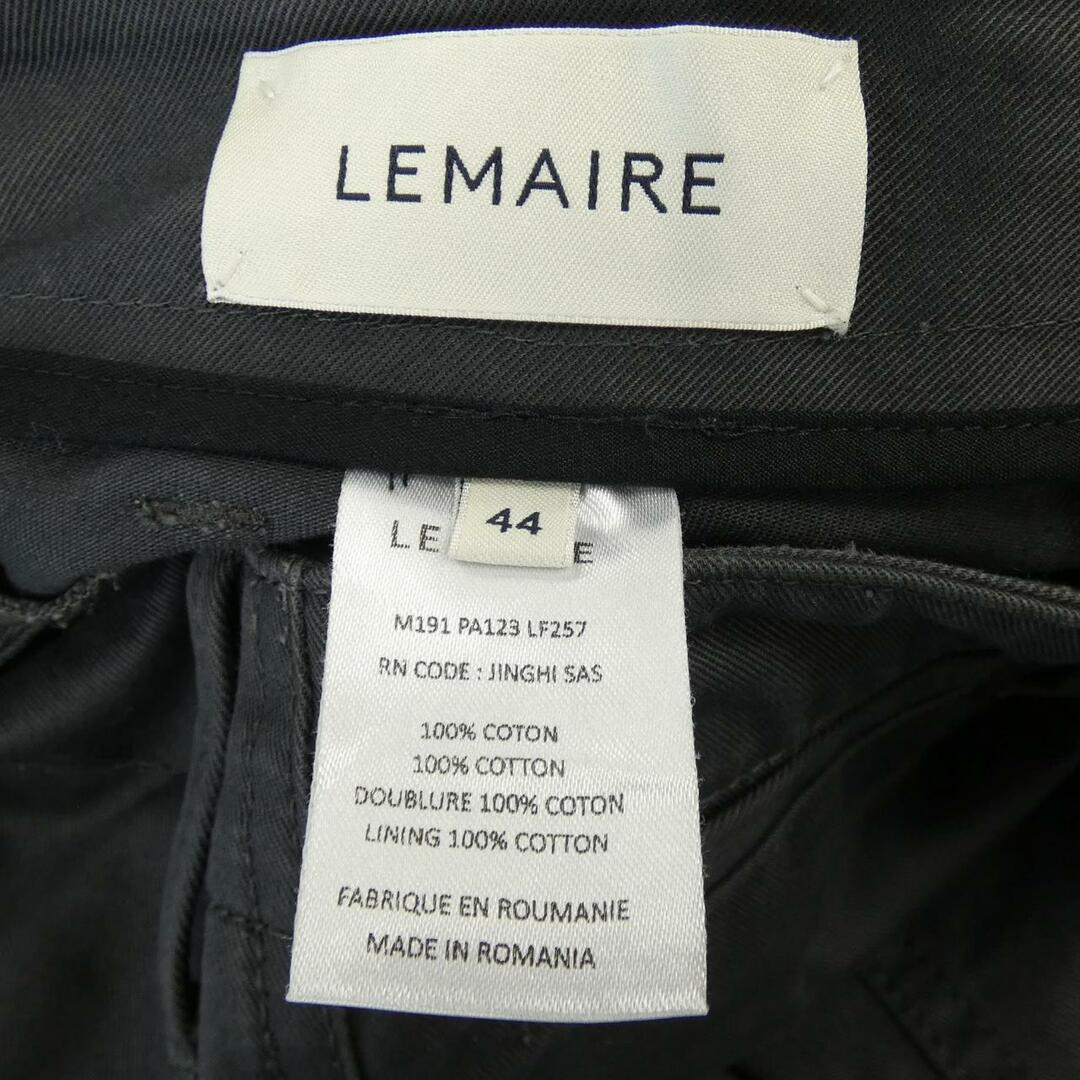 LEMAIRE
44
LE E
M191 PA123 LF257
RN CODE : JINGHI SAS
100% COTON
100% COTTON
DOUBLURE 100% COTON
LINING 100% COTTON
FABRIQUE EN ROUMANIE
MADE IN ROMANIA